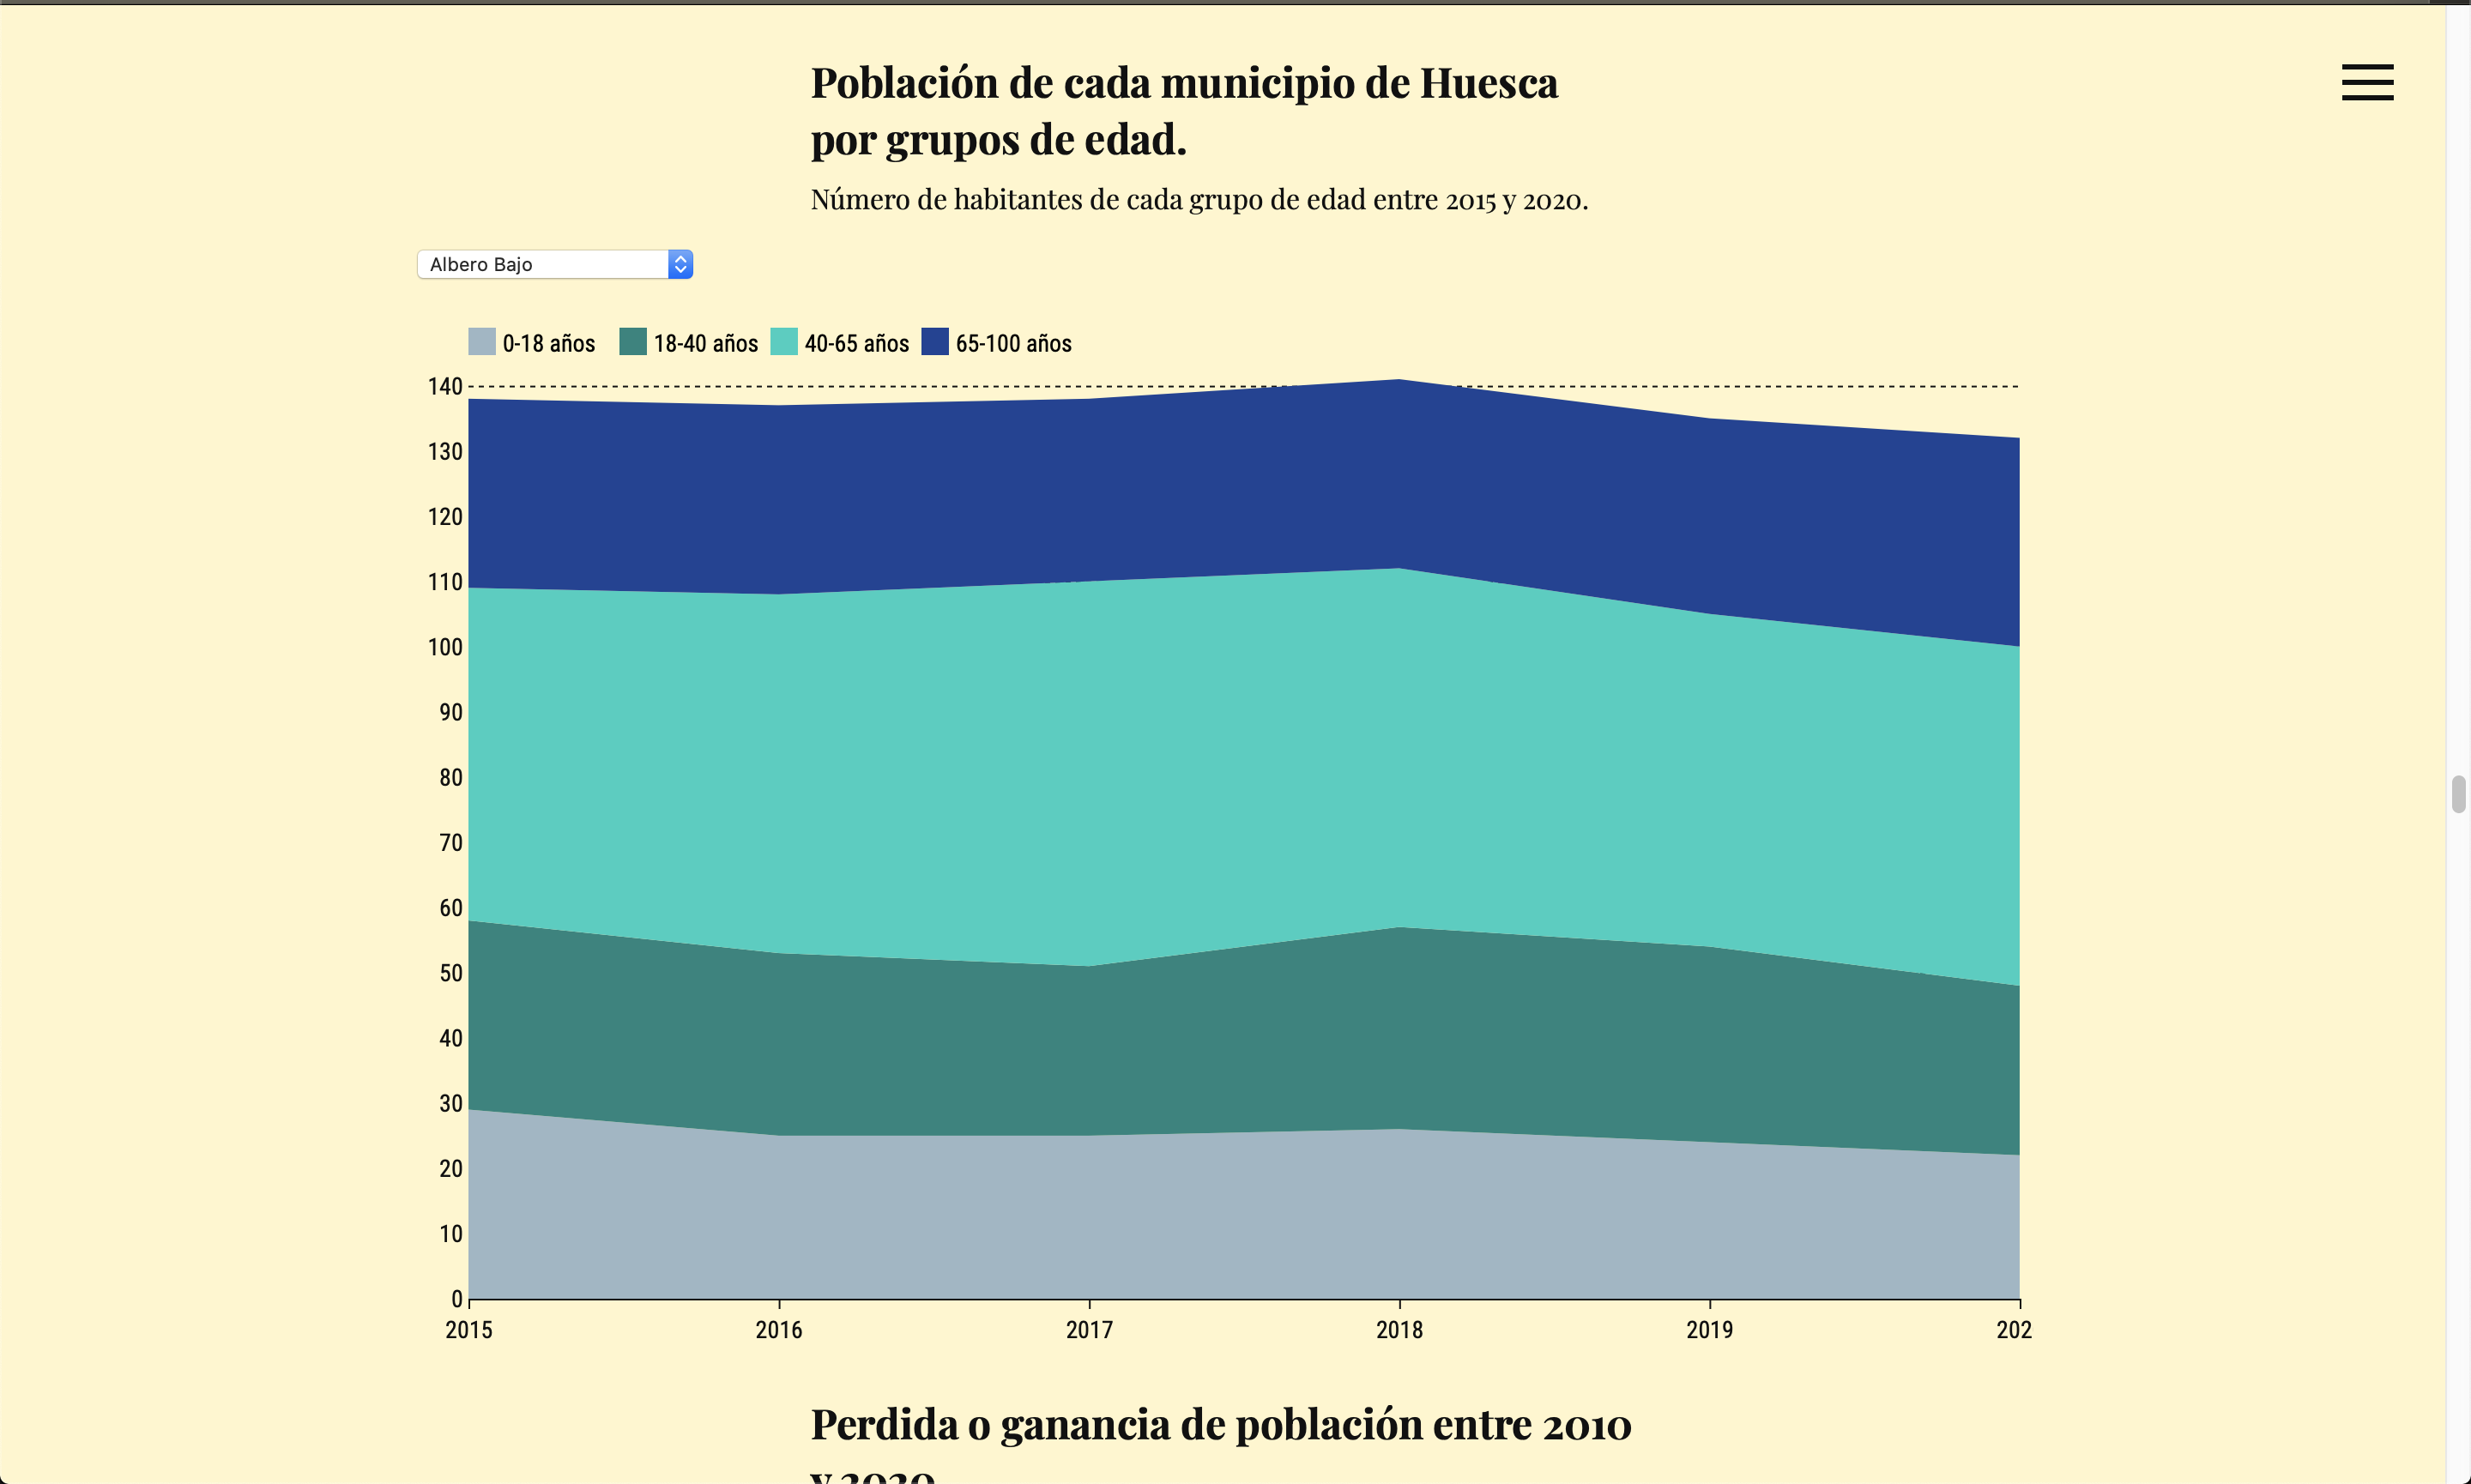 Población de cada municipio de Huesca
por grupos de edad.
Número de habitantes de cada grupo de edad entre 2015 y 2020.
Albero Bajo
0-18 años 18-40 años 40-65 años 65-100 años
140
130
120
110
100
90
80
70
60
50
40
30
20
10
0
2015 2016 2017 2018 2019 202
Perdida o ganancia de población entre 2010
y 2020